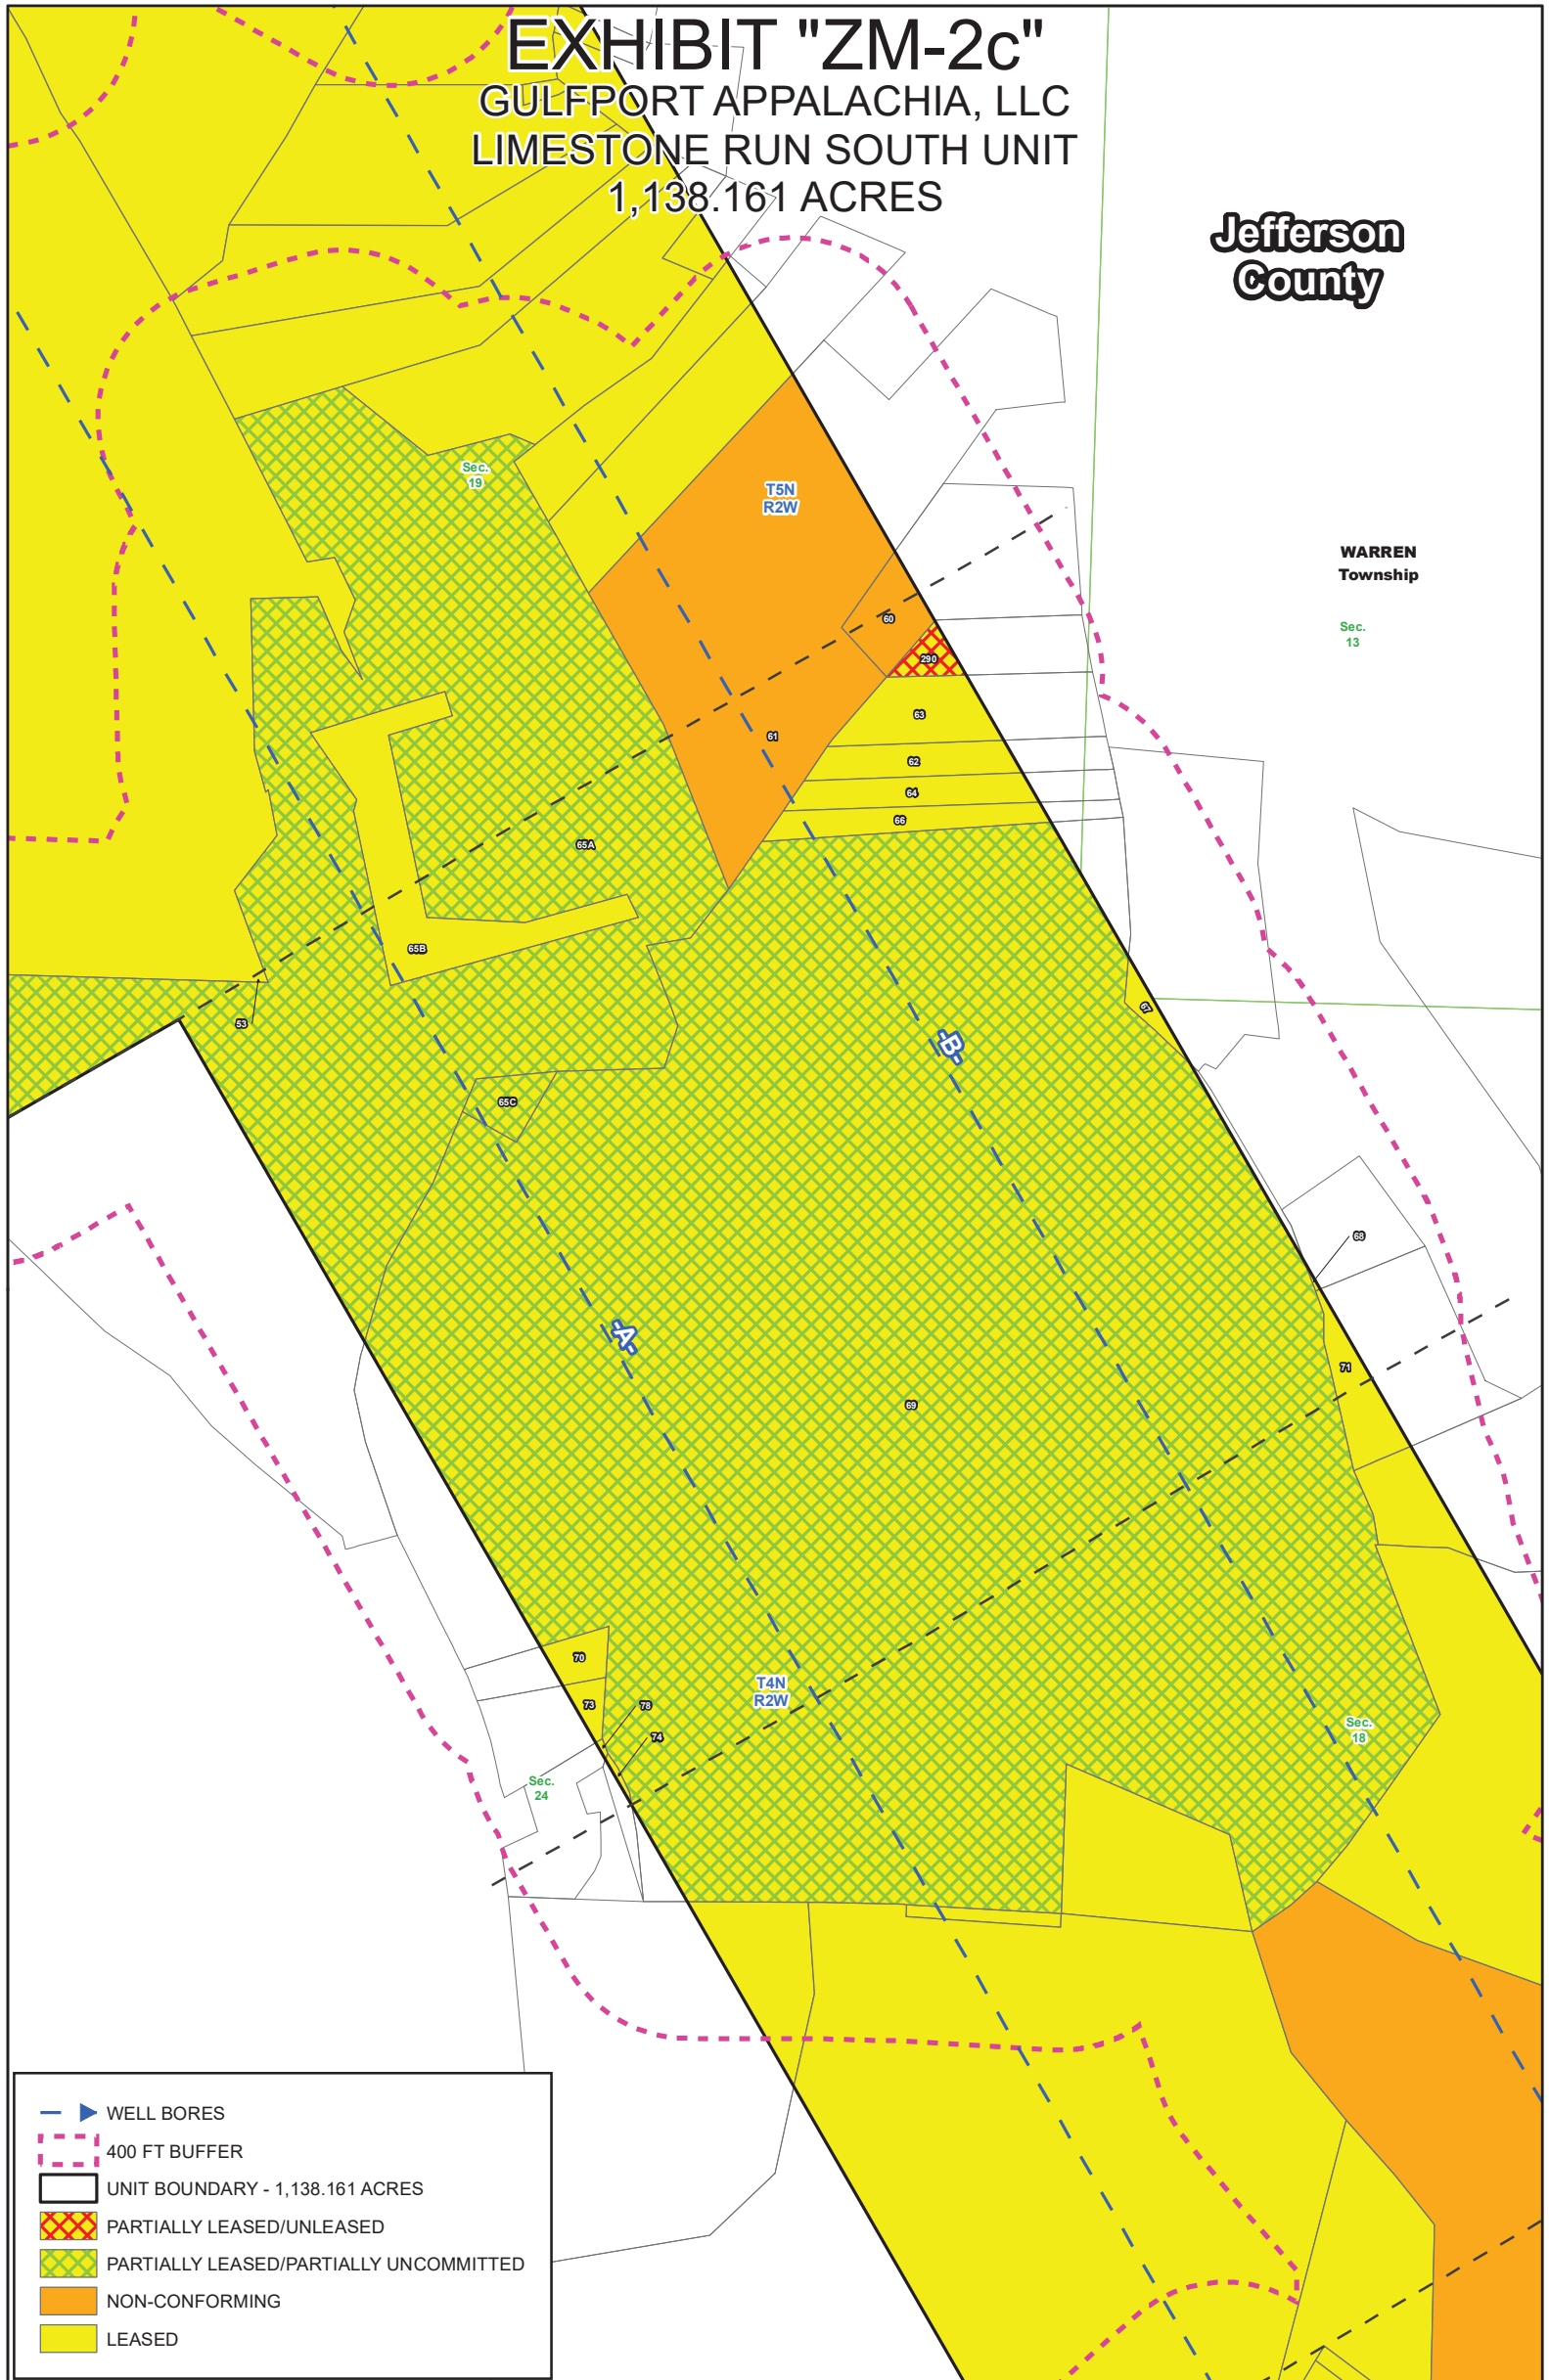 EXHIBIT "ZM-2c"
GULFPORT APPALACHIA, LLC
LIMESTONE RUN SOUTH UNIT
1,138.161 ACRES
Jefferson
County
Sec.
19
T5N
R2W
WARREN
Township
Sec.
13
60
290
63
61
62
64
66
65A
65B
53
67
-B-
65C
68
-A-
71
69
70
T4N
R2W
73
78
74
Sec.
18
Sec.
24
WELL BORES
400 FT BUFFER
UNIT BOUNDARY - 1,138.161 ACRES
PARTIALLY LEASED/UNLEASED
PARTIALLY LEASED/PARTIALLY UNCOMMITTED
NON-CONFORMING
LEASED